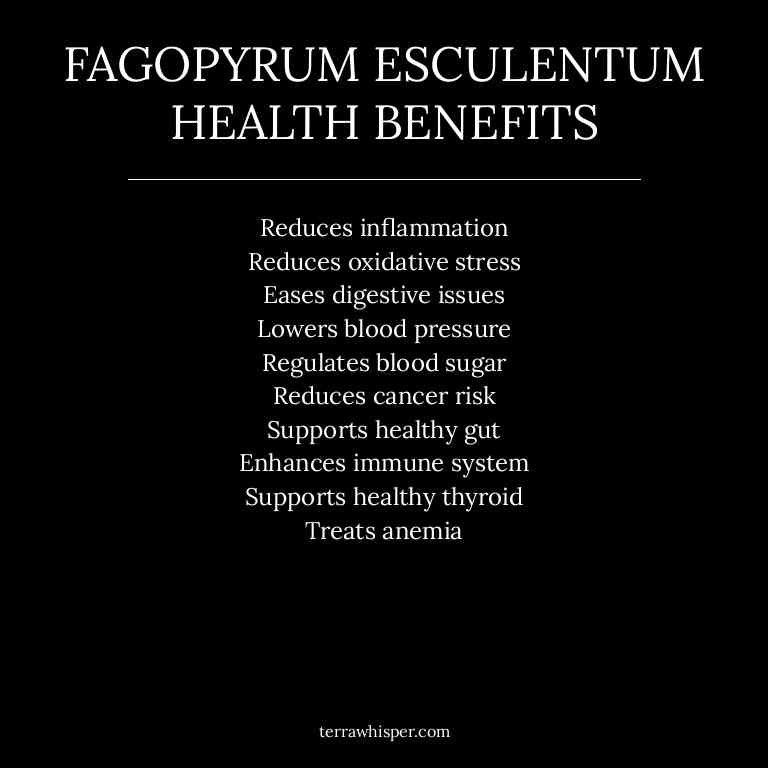 FAGOPYRUM ESCULENTUM
HEALTH BENEFITS
Reduces inflammation
Reduces oxidative stress
Eases digestive issues
Lowers blood pressure
Regulates blood sugar
Reduces cancer risk
Supports healthy gut
Enhances immune system
Supports healthy thyroid
Treats anemia
terrawhisper.com